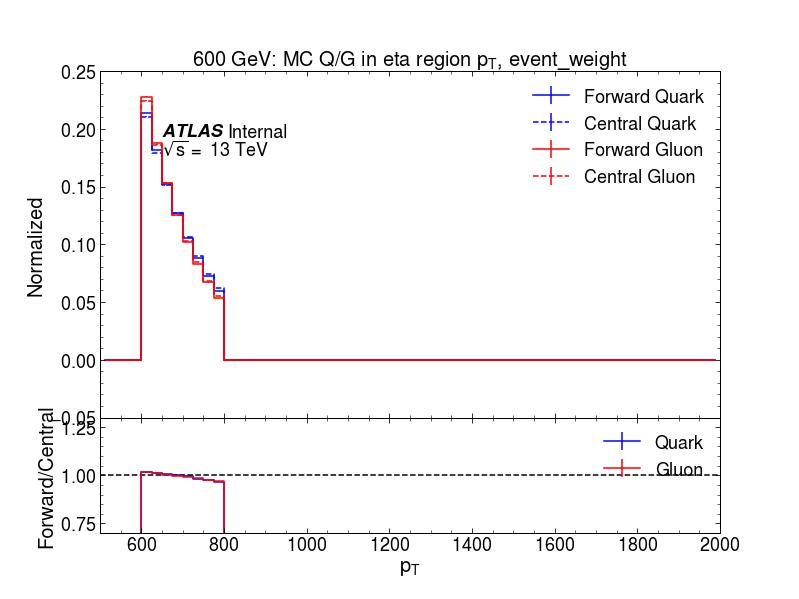 600 GeV: MC Q/G in eta region pT, event_weight
0.25
0.20
0.15
0.10
0.05
0.00
0.05
Normalized
ATLAS Internal
√s = 13 TeV
Forward Quark
Central Quark
Forward Gluon
Central Gluon
1.25
1.00
0.75
Forward/Central
Quark
Gluon
600 800 1000 1200 1400 1600 1800 2000
pT